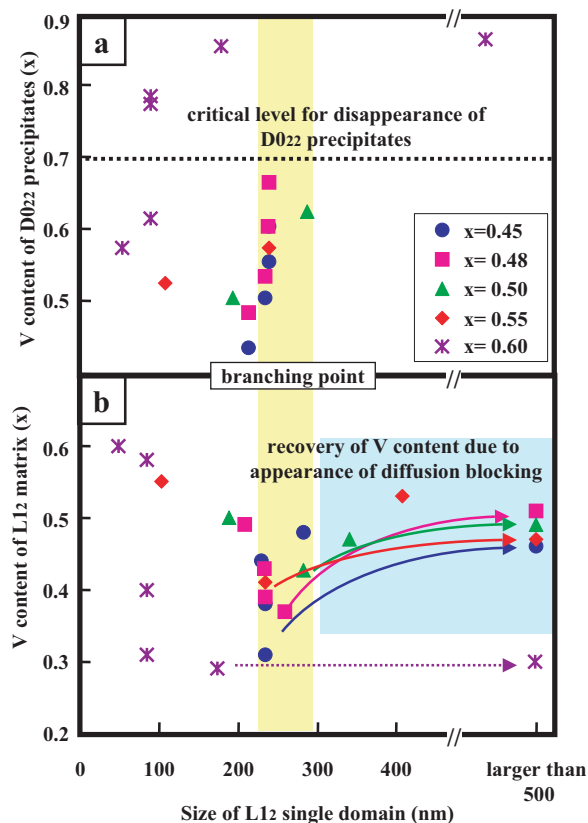 a
0.9
0.8
0.7
0.6
0.5
V content of D022 precipitates (x)
//
critical level for disappearance of
D022 precipitates
x=0.45
x=0.48
x= 0.50
x= 0.55
x= 0.60
branching point
b
0.6
0.5
0.4
0.3
0.2
V content of L12 matrix (x)
recovery of V content due to
appearance of diffusion blocking
//
0
100
200
300
400
larger than
500
Size of L12 single domain (nm)